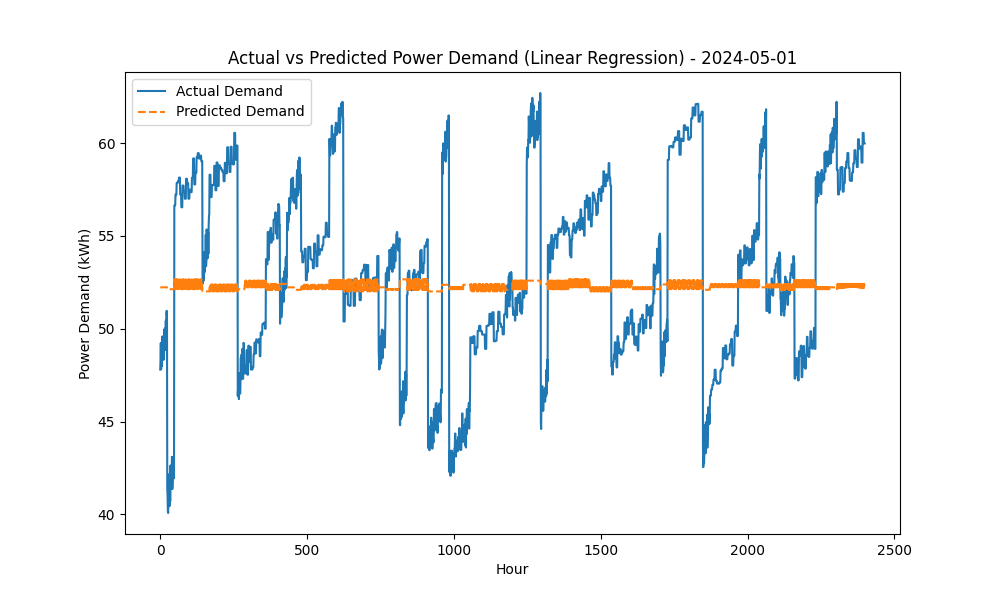 Actual vs Predicted Power Demand (Linear Regression) - 2024-05-01
Actual Demand
Predicted Demand
Power Demand (kWh)
60
55
50
45
40
0 500 1000 1500 2000 2500
Hour